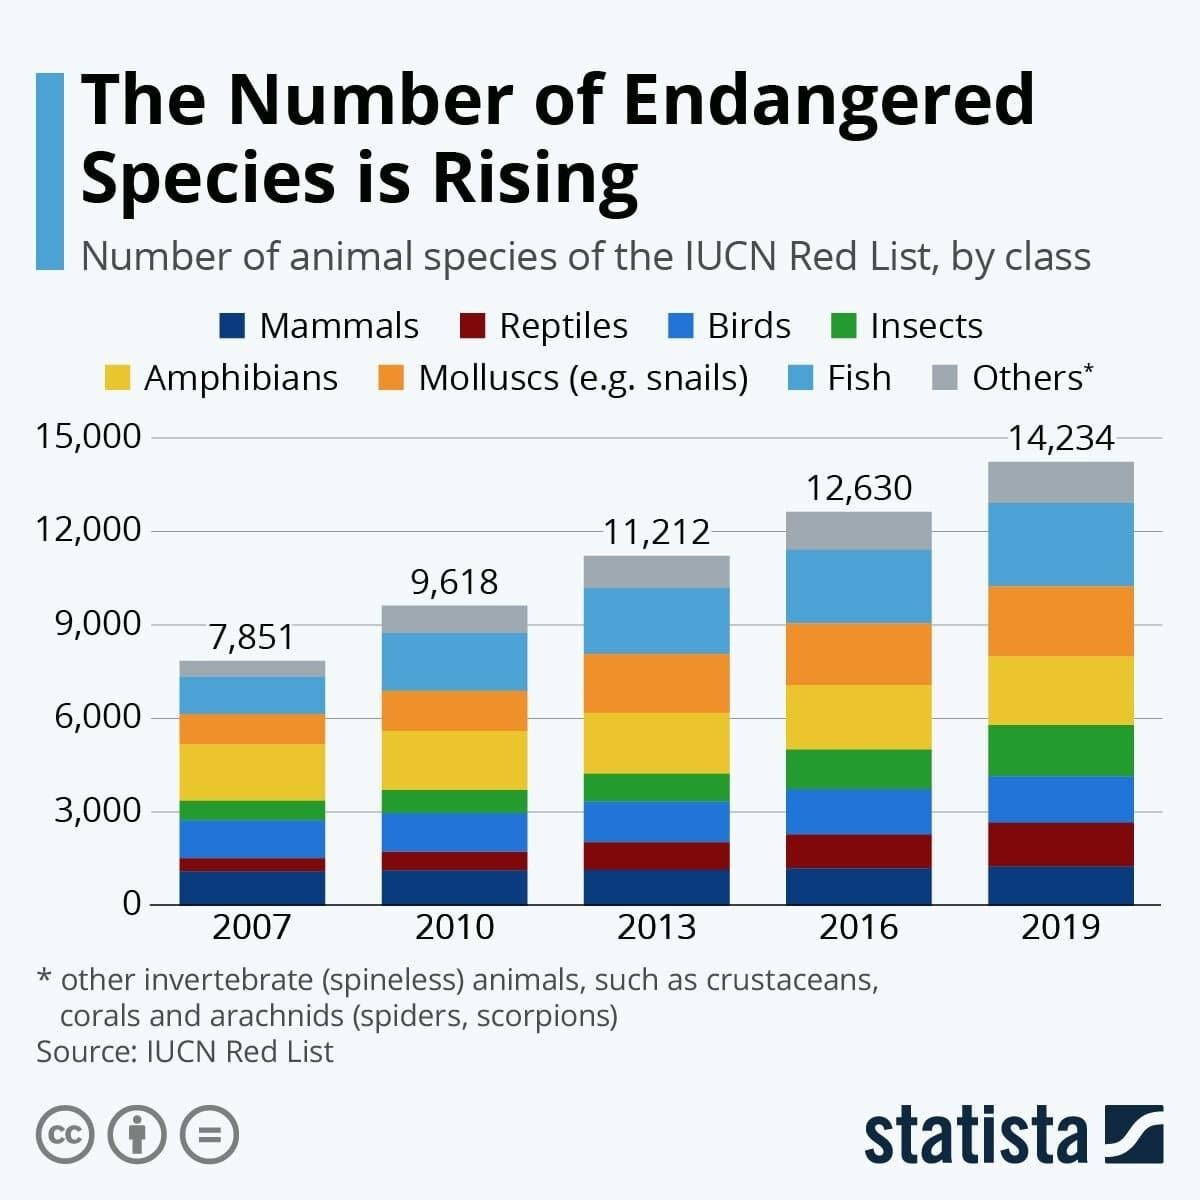 The Number of Endangered
Species is Rising
Number of animal species of the IUCN Red List, by class
Mammals Reptiles Birds Insects
Amphibians Molluscs (e.g. snails) Fish Others*
15,000
12,000
9,000
6,000
3,000
0
7,851
9,618
11,212
12,630
14,234
2007 2010 2013 2016 2019
* other invertebrate (spineless) animals, such as crustaceans,
corals and arachnids (spiders, scorpions)
Source: IUCN Red List
cc =
statista